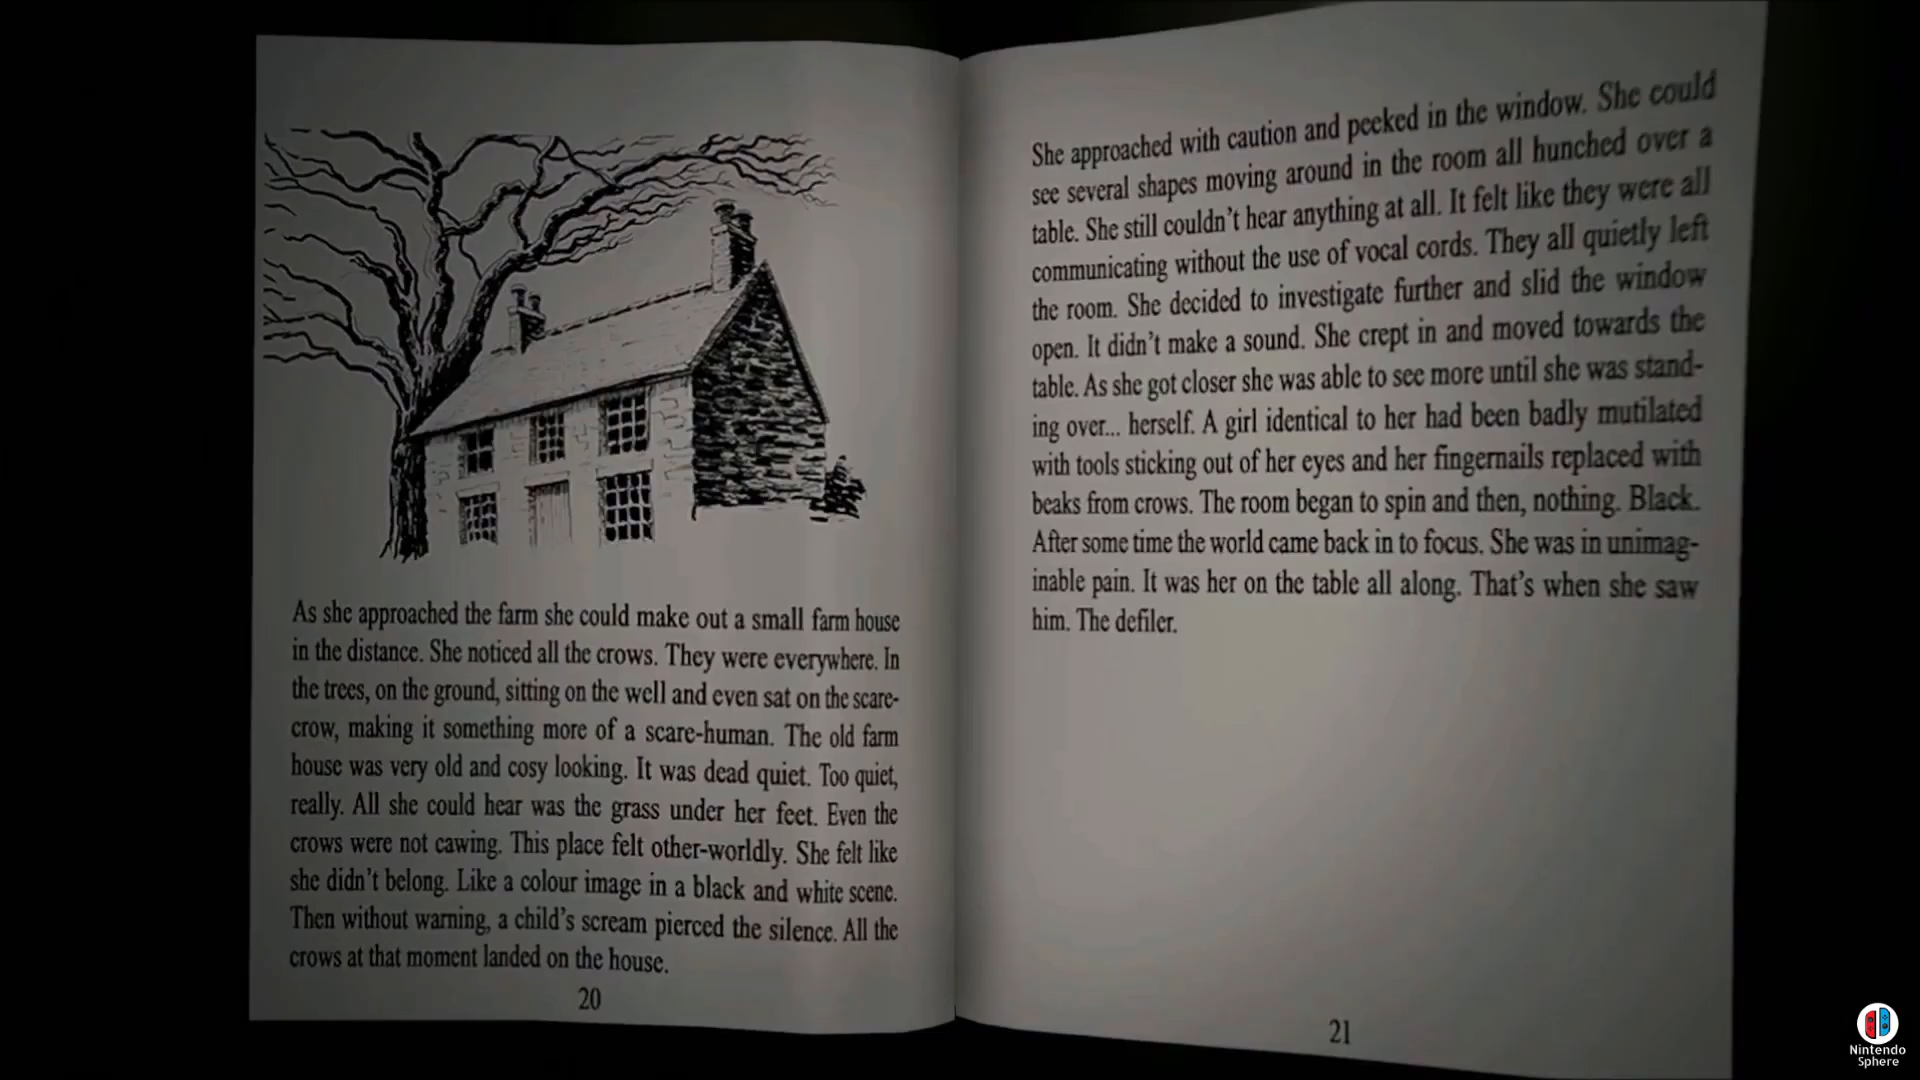 As she approached the farm she could make out a small farm house
in the distance. She noticed all the crows. They were everywhere. In
the trees, on the ground, sitting on the well and even sat on the scare-
crow, making it something more of a scare-human. The old farm
house was very old and cosy looking. It was dead quiet. Too quiet,
really. All she could hear was the grass under her feet. Even the
crows were not cawing. This place felt other-worldly. She felt like
she didn't belong. Like a colour image in a black and white scene.
Then without warning, a child's scream pierced the silence. All the
crows at that moment landed on the house.
20
She approached with caution and peeked in the window. She could
see several shapes moving around in the room all hunched over a
table. She still couldn't hear anything at all. It felt like they were all
communicating without the use of vocal cords. They all quietly left
the room. She decided to investigate further and slid the window
open. It didn't make a sound. She crept in and moved towards the
table. As she got closer she was able to see more until she was stand-
ing over... herself. A girl identical to her had been badly mutilated
with tools sticking out of her eyes and her fingernails replaced with
beaks from crows. The room began to spin and then, nothing. Black.
After some time the world came back in to focus. She was in unimag-
inable pain. It was her on the table all along. That's when she saw
him. The defiler.
21
Nintendo
Sphere